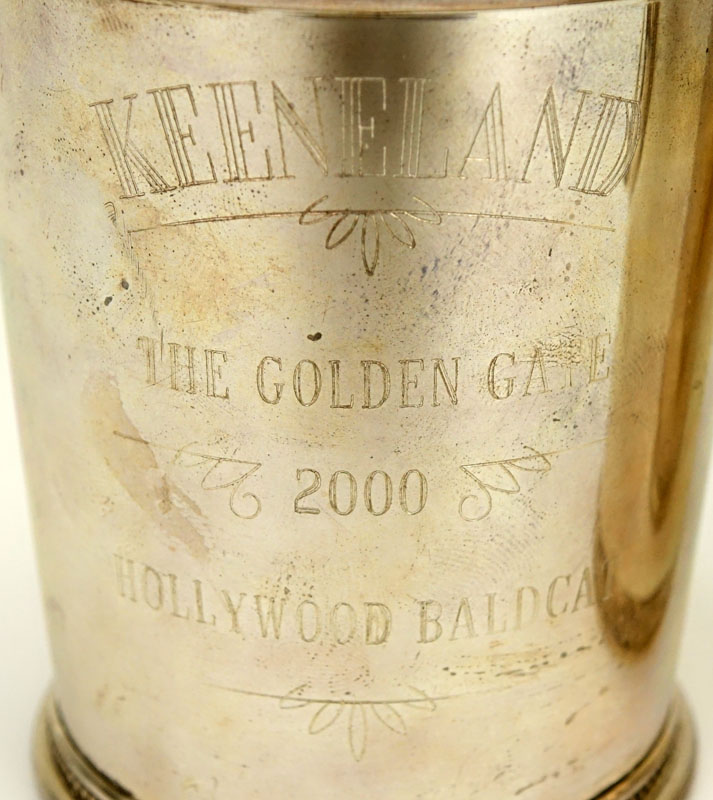 KEENELAND
THE GOLDEN GATE
2000
HOLLYWOOD BALDCAT